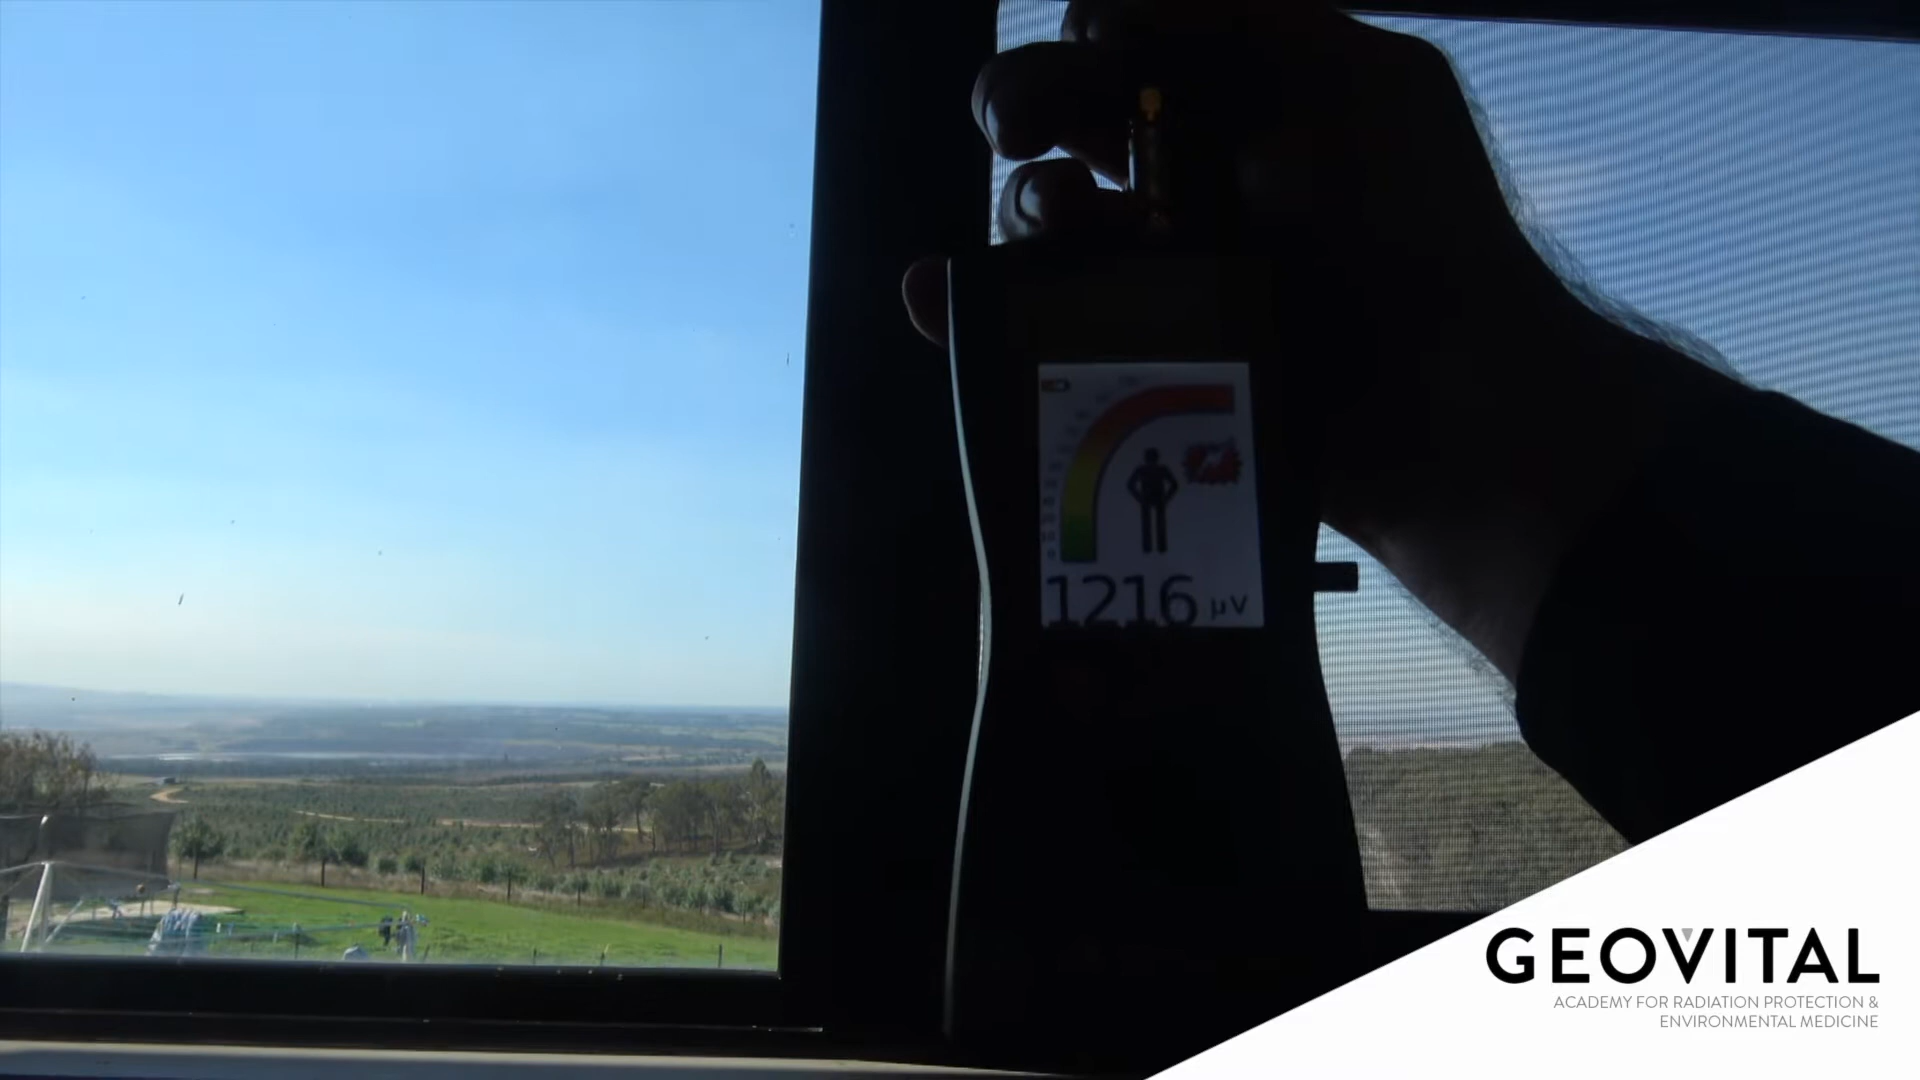 1216 µV
GEOVITAL
ACADEMY FOR RADIATION PROTECTION &
ENVIRONMENTAL MEDICINE